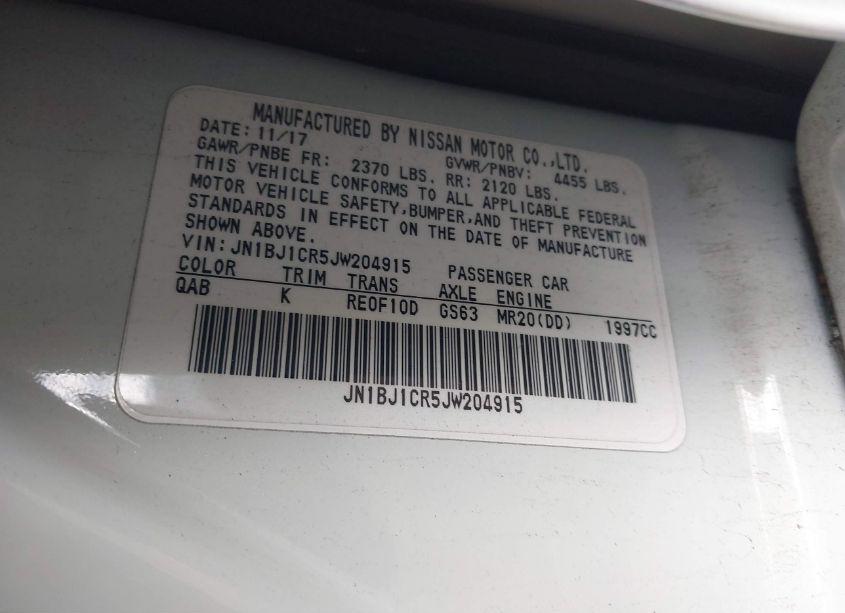 MANUFACTURED BY NISSAN MOTOR CO.,LTD.
DATE: 11/17 GVWR/PNBV: 4455 LBS.
GAWR/PNBE FR: 2370 LBS. RR: 2120 LBS.
THIS VEHICLE CONFORMS TO ALL APPLICABLE FEDERAL
MOTOR VEHICLE SAFETY,BUMPER,AND THEFT PREVENTION
STANDARDS IN EFFECT ON THE DATE OF MANUFACTURE
SHOWN ABOVE.
VIN: JN1BJ1CR5JW204915 PASSENGER CAR
COLOR TRIM TRANS AXLE ENGINE
QAB K RE0F10D GS63 MR20(DD) 1997CC
JN1BJ1CR5JW204915